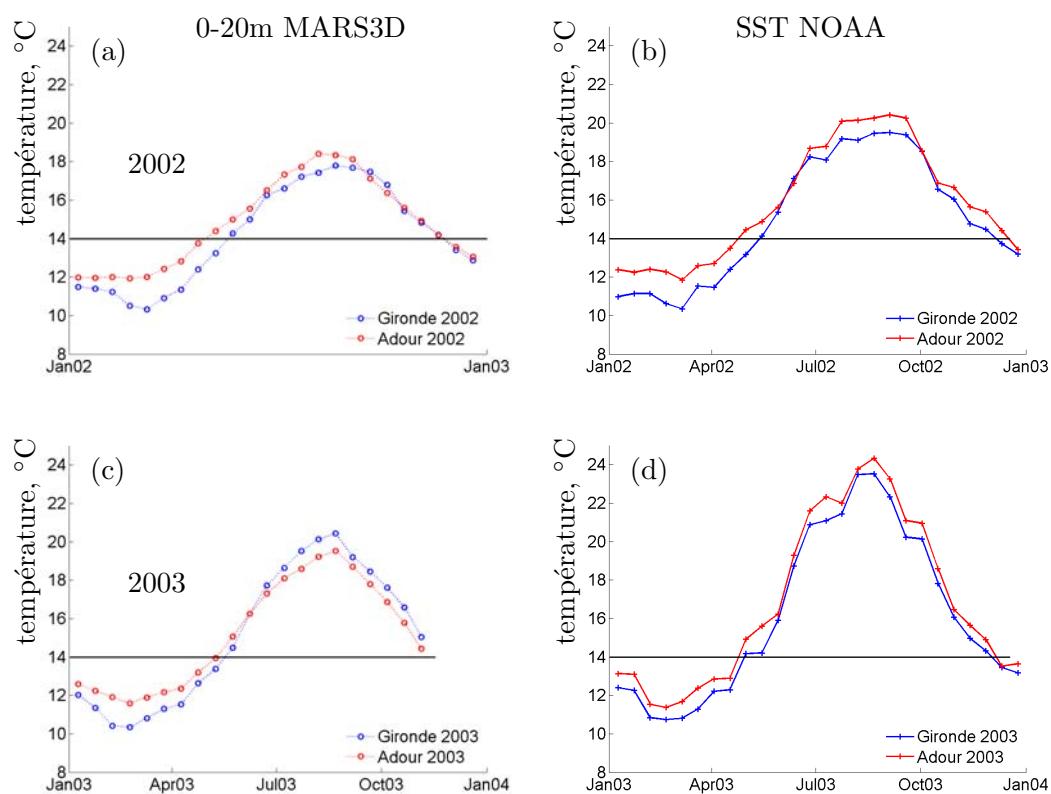 0-20m MARS3D
SST NOAA
température, °C
24
22
20
18
16
14
12
10
8
(a)
2002
Gironde 2002
Adour 2002
Jan02
Jan03
température, °C
24
22
20
18
16
14
12
10
8
(b)
Gironde 2002
Adour 2002
Jan02
Apr02
Jul02
Oct02
Jan03
température, °C
24
22
20
18
16
14
12
10
8
(c)
2003
Gironde 2003
Adour 2003
Jan03
Apr03
Jul03
Oct03
Jan04
température, °C
24
22
20
18
16
14
12
10
8
(d)
Gironde 2003
Adour 2003
Jan03
Apr03
Jul03
Oct03
Jan04